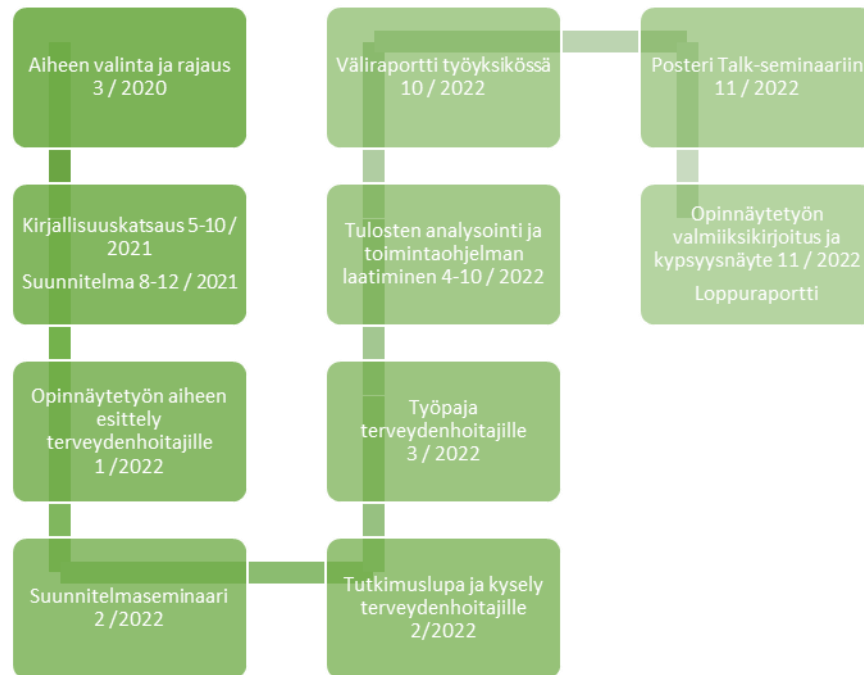 Aiheen valinta ja rajaus
3 / 2020
Kirjallisuuskatsaus 5-10 /
2021
Suunnitelma 8-12 / 2021
Opinnäytetyön aiheen
esittely
terveydenhoitajille
1 /2022
Suunnitelmaseminaari
2 /2022
Tutkimuslupa ja kysely
terveydenhoitajille
2/2022
Työpaja
terveydenhoitajille
3 / 2022
Tulosten analysointi ja
toimintaohjelman
laatiminen 4-10 / 2022
Väliraportti työyksikössä
10 / 2022
Posteri Talk-seminaariin
11 / 2022
Opinnäytetyön
valmiiksikirjoitus ja
kypsyysnäyte 11 / 2022
Loppuraportti